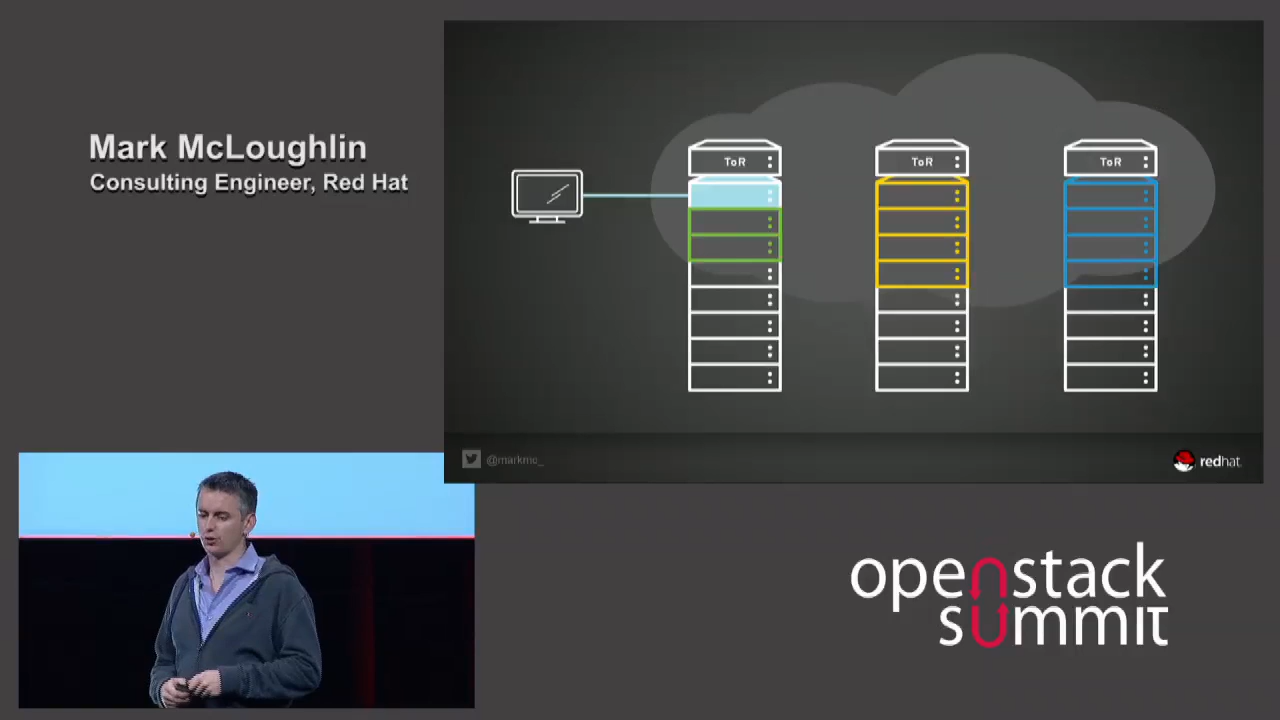 Mark McLoughlin
Consulting Engineer, Red Hat
ToR
ToR
ToR
@markmc_
redhat.
openstack
summit